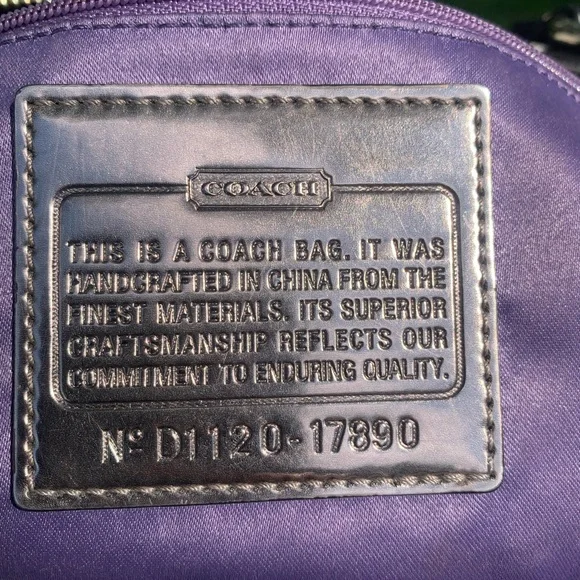 COACH
THIS IS A COACH BAG. IT WAS
HANDCRAFTED IN CHINA FROM THE
FINEST MATERIALS. ITS SUPERIOR
CRAFTSMANSHIP REFLECTS OUR
COMMITMENT TO ENDURING QUALITY.
Nº D1120-17890